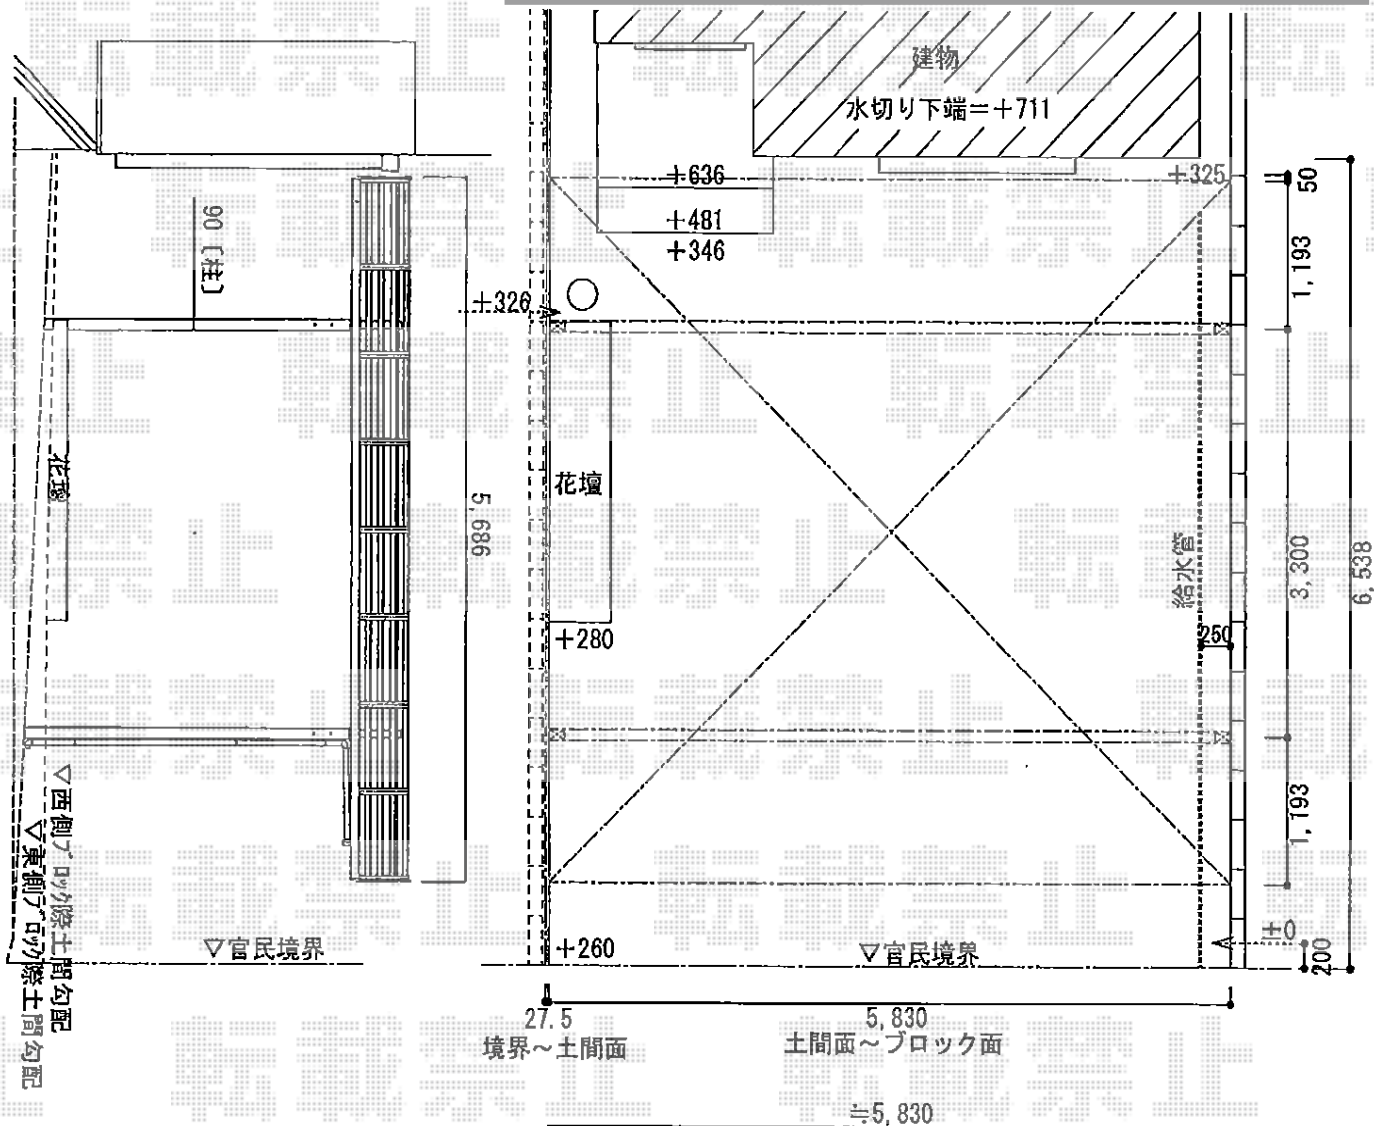 建物
水切り下端=+711
+636
+325
+481
+346
50
90 [柱]
1,193
+326
花壇
花壇
5,686
給水管
3,300
6,538
250
+280
1,193
▽西側ブロック際土間勾配
▽東側ブロック際土間勾配
▽官民境界
+260
▽官民境界
±0
200
27.5
境界~土間面
5,830
土間面~ブロック面
≒5,830
転載禁止